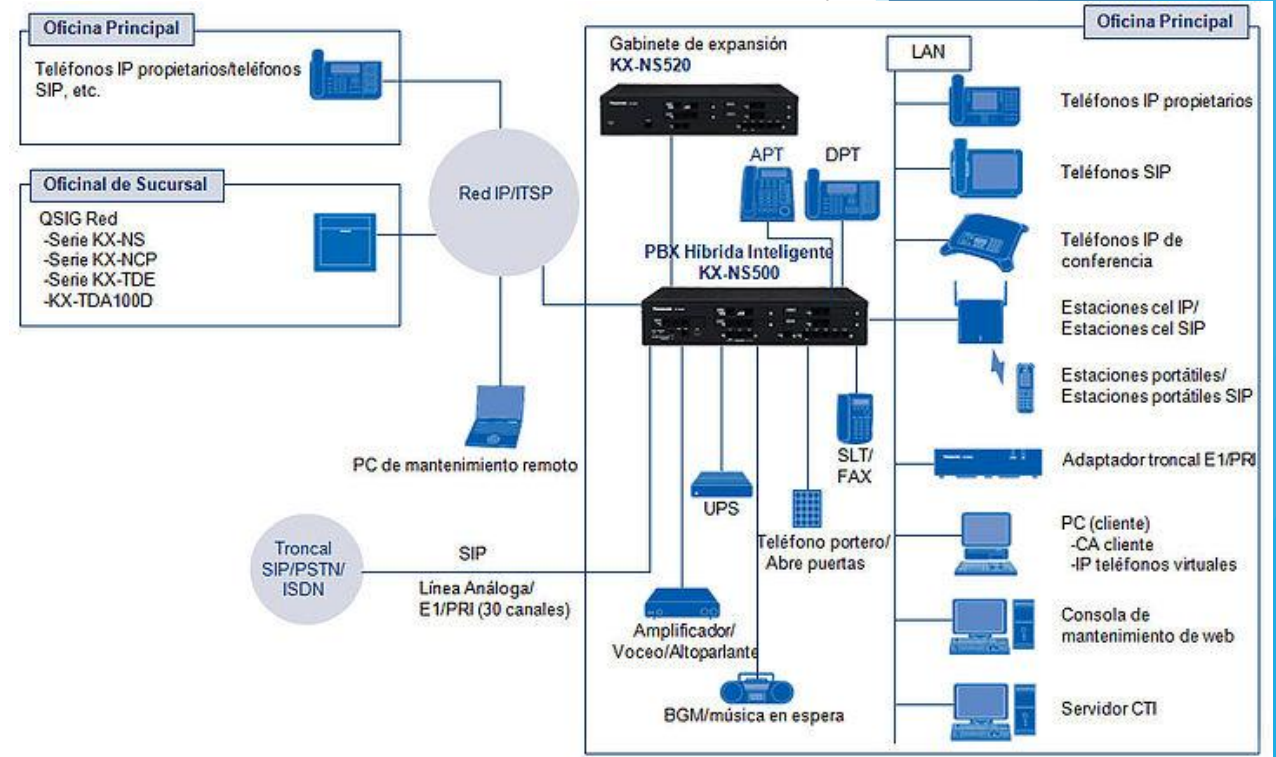 Oficina Principal
Teléfonos IP propietarios/teléfonos
SIP, etc.
Oficinal de Sucursal
QSIG Red
-Serie KX-NS
-Serie KX-NCP
-Serie KX-TDE
-KX-TDA100D
Red IP/ITSP
PC de mantenimiento remoto
Troncal
SIP/PSTN/
ISDN
SIP
Línea Análoga/
E1/PRI (30 canales)
Oficina Principal
Gabinete de expansión
KX-NS520
APT
DPT
PBX Híbrida Inteligente
KX-NS500
UPS
SLT/
FAX
Teléfono portero/
Abre puertas
Amplificador/
Voceo/Altoparlante
BGM/música en espera
LAN
Teléfonos IP propietarios
Teléfonos SIP
Teléfonos IP de
conferencia
Estaciones cel IP/
Estaciones cel SIP
Estaciones portátiles/
Estaciones portátiles SIP
Adaptador troncal E1/PRI
PC (cliente)
-CA cliente
-IP teléfonos virtuales
Consola de
mantenimiento de web
Servidor CTI